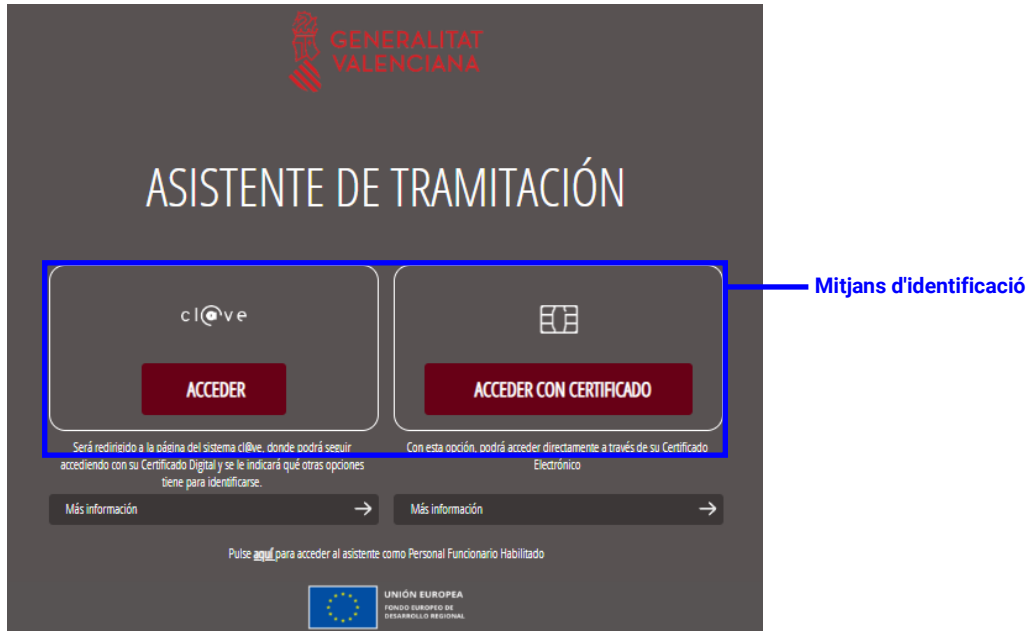 GENERALITAT
VALENCIANA
ASISTENTE DE TRAMITACIÓN
Mitjans d'identificació
cl@ve
ACCEDER
Será redirigido a la página del sistema cl@ve, donde podrá seguir
accediendo con su Certificado Digital y se le indicará qué otras opciones
tiene para identificarse.
Más información
ACCEDER CON CERTIFICADO
Con esta opción, podrá acceder directamente a través de su Certificado
Electrónico
Más información
Pulse aquí para acceder al asistente como Personal Funcionario Habilitado
UNIÓN EUROPEA
FONDO EUROPEO DE
DESARROLLO REGIONAL